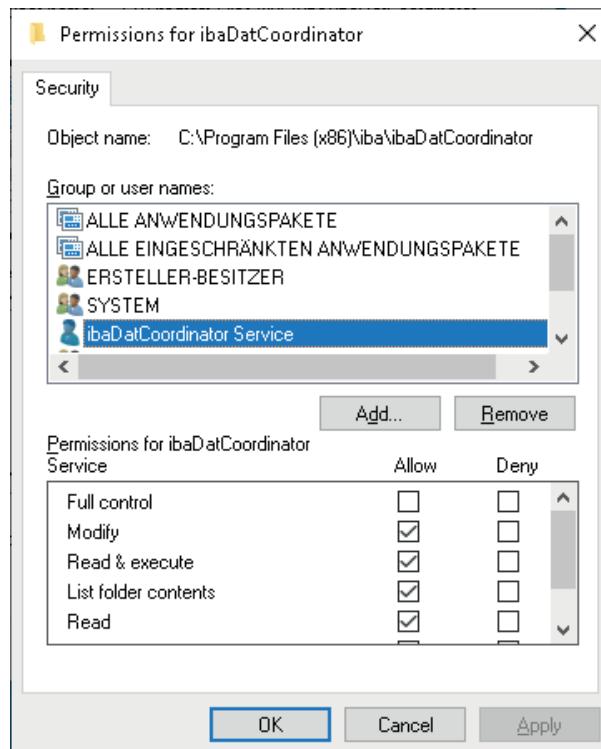 Permissions for ibaDatCoordinator
Security
Object name: C:\Program Files (x86)\iba\ibaDatCoordinator
Group or user names:
ALLE ANWENDUNGSPAKETE
ALLE EINGESCHRÄNKTEN ANWENDUNGSPAKETE
ERSTELLER-BESITZER
SYSTEM
ibaDatCoordinator Service
Add... Remove
Permissions for ibaDatCoordinator
Service Allow Deny
Full control
Modify
Read & execute
List folder contents
Read
OK Cancel Apply